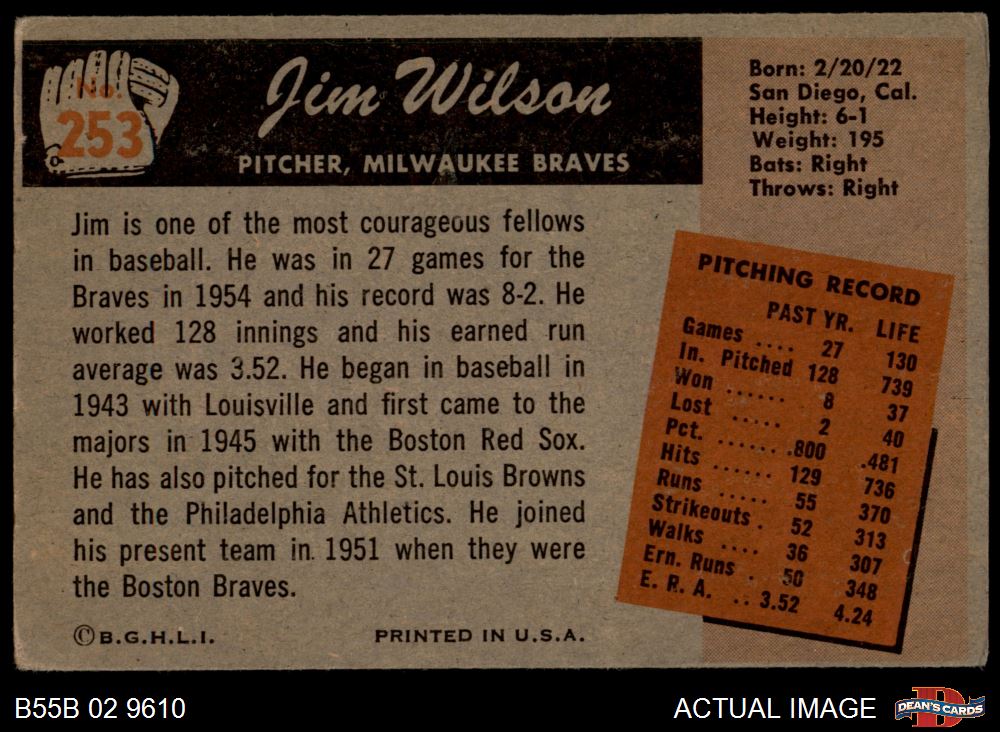 No.
253
Jim Wilson
PITCHER, MILWAUKEE BRAVES
Born: 2/20/22
San Diego, Cal.
Height: 6-1
Weight: 195
Bats: Right
Throws: Right
Jim is one of the most courageous fellows
in baseball. He was in 27 games for the
Braves in 1954 and his record was 8-2. He
worked 128 innings and his earned run
average was 3.52. He began in baseball in
1943 with Louisville and first came to the
majors in 1945 with the Boston Red Sox.
He has also pitched for the St. Louis Browns
and the Philadelphia Athletics. He joined
his present team in 1951 when they were
the Boston Braves.
©B.G.H.L.I. PRINTED IN U.S.A.
PITCHING RECORD
PAST YR. LIFE
Games .... 27 130
In. Pitched 128 739
Won ...... 8 37
Lost ..... 2 40
Pct. ...... .800 .481
Hits ...... 129 736
Runs ..... 55 370
Strikeouts . 52 313
Walks .... 36 307
Ern. Runs . 50 348
E. R. A. .. 3.52 4.24
B55B 02 9610
ACTUAL IMAGE
D
DEAN'S CARDS